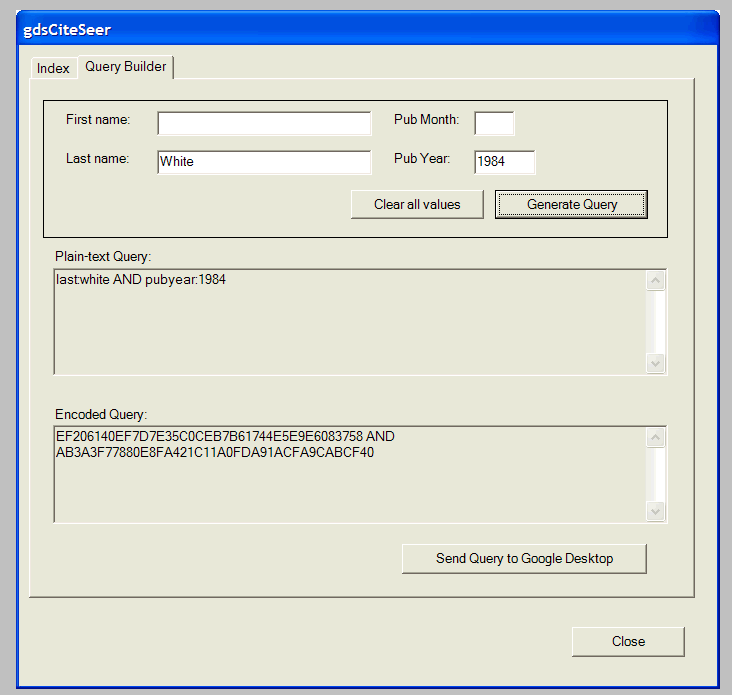 gdsCiteSeer
Index
Query Builder
First name:
Pub Month:
Last name:
White
Pub Year:
1984
Clear all values
Generate Query
Plain-text Query:
last:white AND pubyear:1984
Encoded Query:
EF206140EF7D7E35C0CEB7B61744E5E9E6083758 AND
AB3A3F77880E8FA421C11A0FDA91ACFA9CABCF40
Send Query to Google Desktop
Close